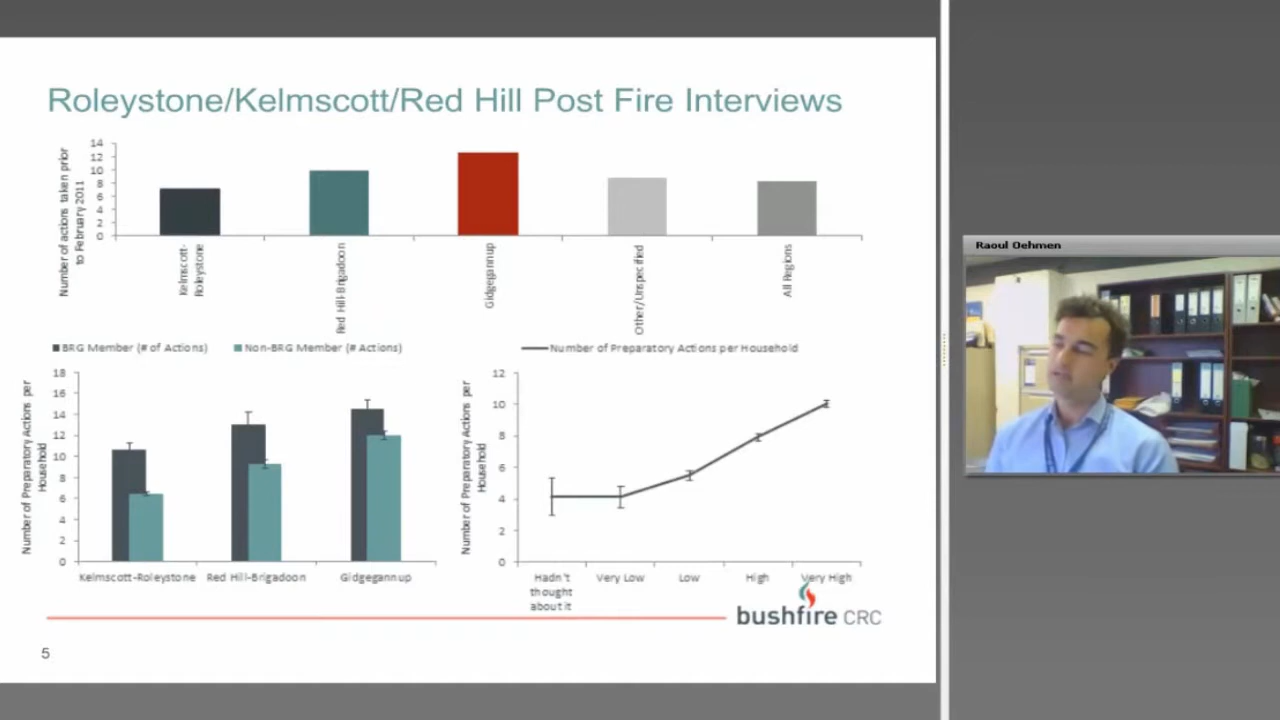 Roleystone/Kelmscott/Red Hill Post Fire Interviews
Number of actions taken prior
to February 2011
14
12
10
8
6
4
2
0
Kelmscott-
Roleystone
Red Hill-Brigadoon
Gidgegannup
Other/Unspecified
All Regions
BRG Member (# of Actions)
Non-BRG Member (# Actions)
Number of Preparatory Actions per
Household
18
16
14
12
10
8
6
4
2
0
Kelmscott-Roleystone
Red Hill-Brigadoon
Gidgegannup
Number of Preparatory Actions per Household
Number of Preparatory Actions per
Household
12
10
8
6
4
2
0
Hadn't
thought
about it
Very Low
Low
High
Very High
bushfire CRC
5
Raoul Oehmen